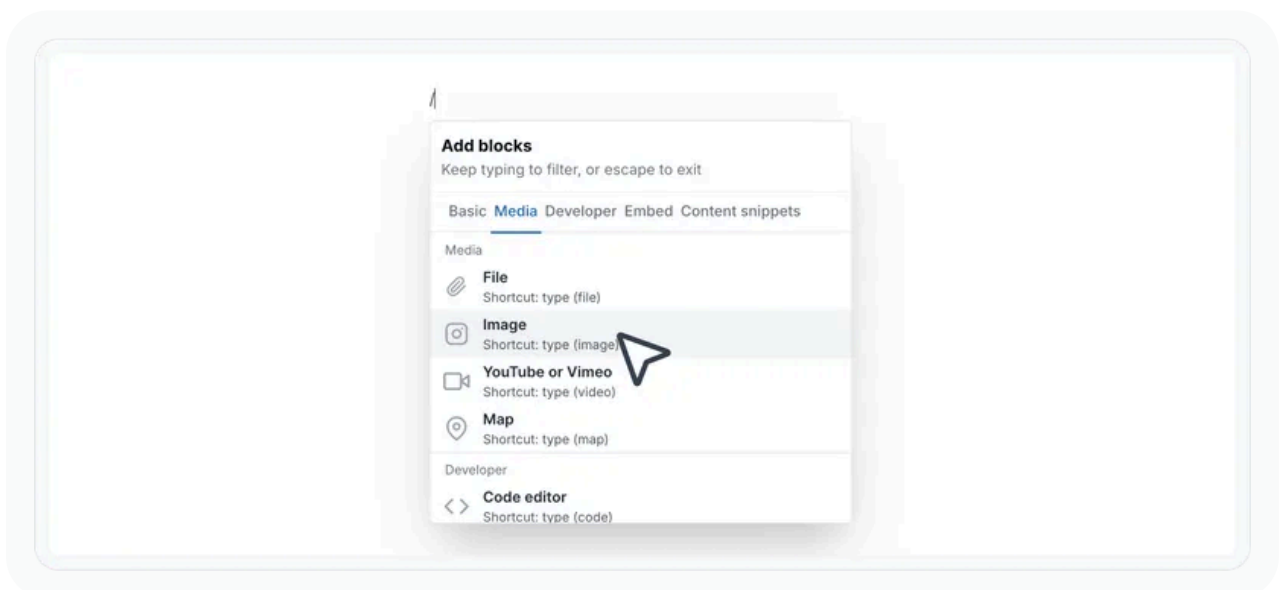 /
Add blocks
Keep typing to filter, or escape to exit
Basic Media Developer Embed Content snippets
Media
File
Shortcut: type (file)
Image
Shortcut: type (image)
YouTube or Vimeo
Shortcut: type (video)
Map
Shortcut: type (map)
Developer
Code editor
Shortcut: type (code)